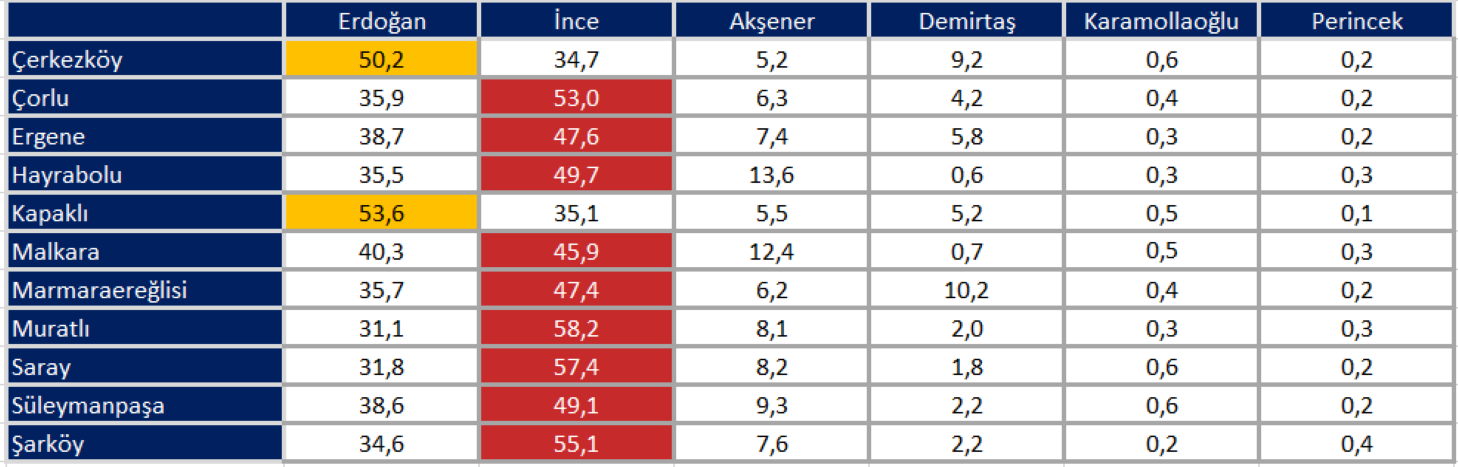 Erdoğan İnce Akşener Demirtaş Karamollaoğlu Perincek
Çerkezköy 50,2 34,7 5,2 9,2 0,6 0,2
Çorlu 35,9 53,0 6,3 4,2 0,4 0,2
Ergene 38,7 47,6 7,4 5,8 0,3 0,2
Hayrabolu 35,5 49,7 13,6 0,6 0,3 0,3
Kapaklı 53,6 35,1 5,5 5,2 0,5 0,1
Malkara 40,3 45,9 12,4 0,7 0,5 0,3
Marmaraereğlisi 35,7 47,4 6,2 10,2 0,4 0,2
Muratlı 31,1 58,2 8,1 2,0 0,3 0,3
Saray 31,8 57,4 8,2 1,8 0,6 0,2
Süleymanpaşa 38,6 49,1 9,3 2,2 0,6 0,2
Şarköy 34,6 55,1 7,6 2,2 0,2 0,4